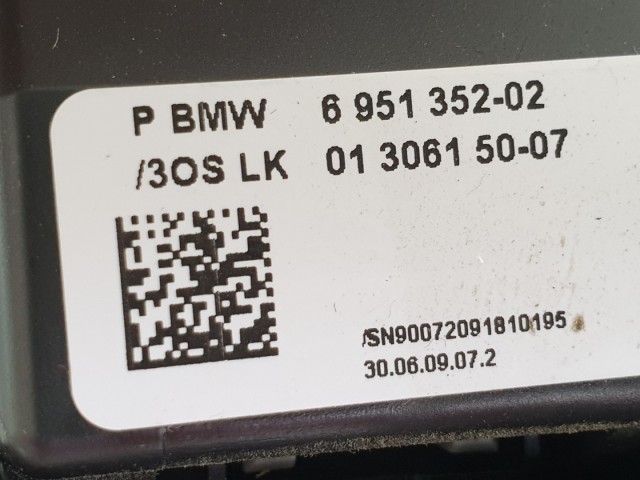 P BMW 6 951 352-02
/3OS LK 01 3061 50-07
/SN90072091810195
30.06.09.07.2